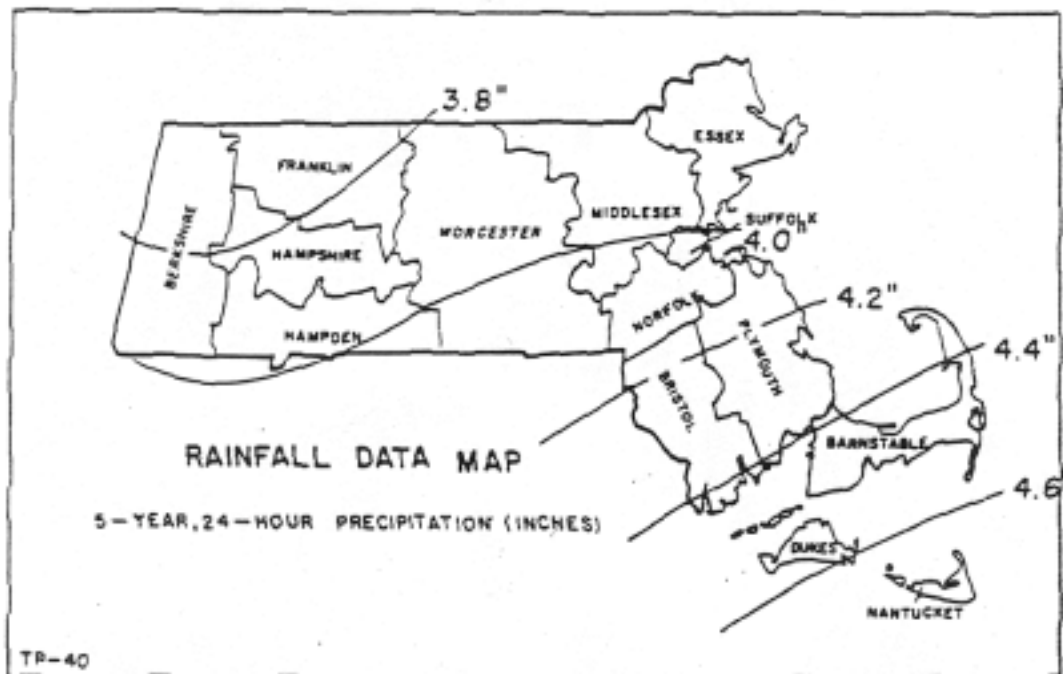 3.8"
ESSEX
FRANKLIN
MIDDLESEX
SUFFOLK
BERKSHIRE
WORCESTER
4.0"
HAMPSHIRE
4.2"
NORFOLK
HAMPDEN
PLYMOUTH
4.4"
BRISTOL
BARNSTABLE
RAINFALL DATA MAP
4.6
5-YEAR, 24-HOUR PRECIPITATION (INCHES)
DUKES
NANTUCKET
TP-40